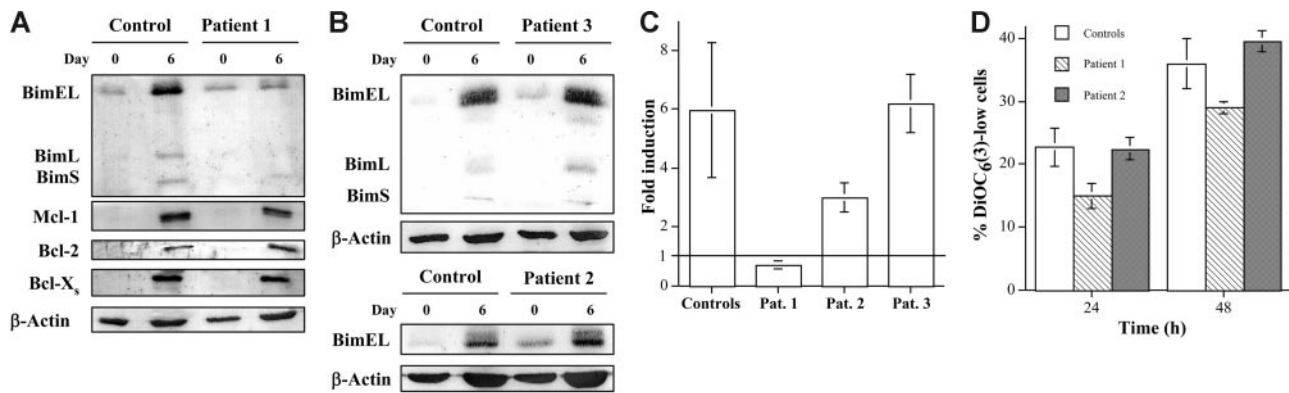 A
Control Patient 1
Day 0 6 0 6
BimEL
BimL
BimS
Mcl-1
Bcl-2
Bcl-Xs
β-Actin
B
Control Patient 3
Day 0 6 0 6
BimEL
BimL
BimS
β-Actin
Control Patient 2
Day 0 6 0 6
BimEL
β-Actin
C
Fold induction
8
6
4
2
1
0
Controls Pat. 1 Pat. 2 Pat. 3
D
% DiOC6(3)-low cells
40
30
20
10
0
Controls
Patient 1
Patient 2
24 48
Time (h)